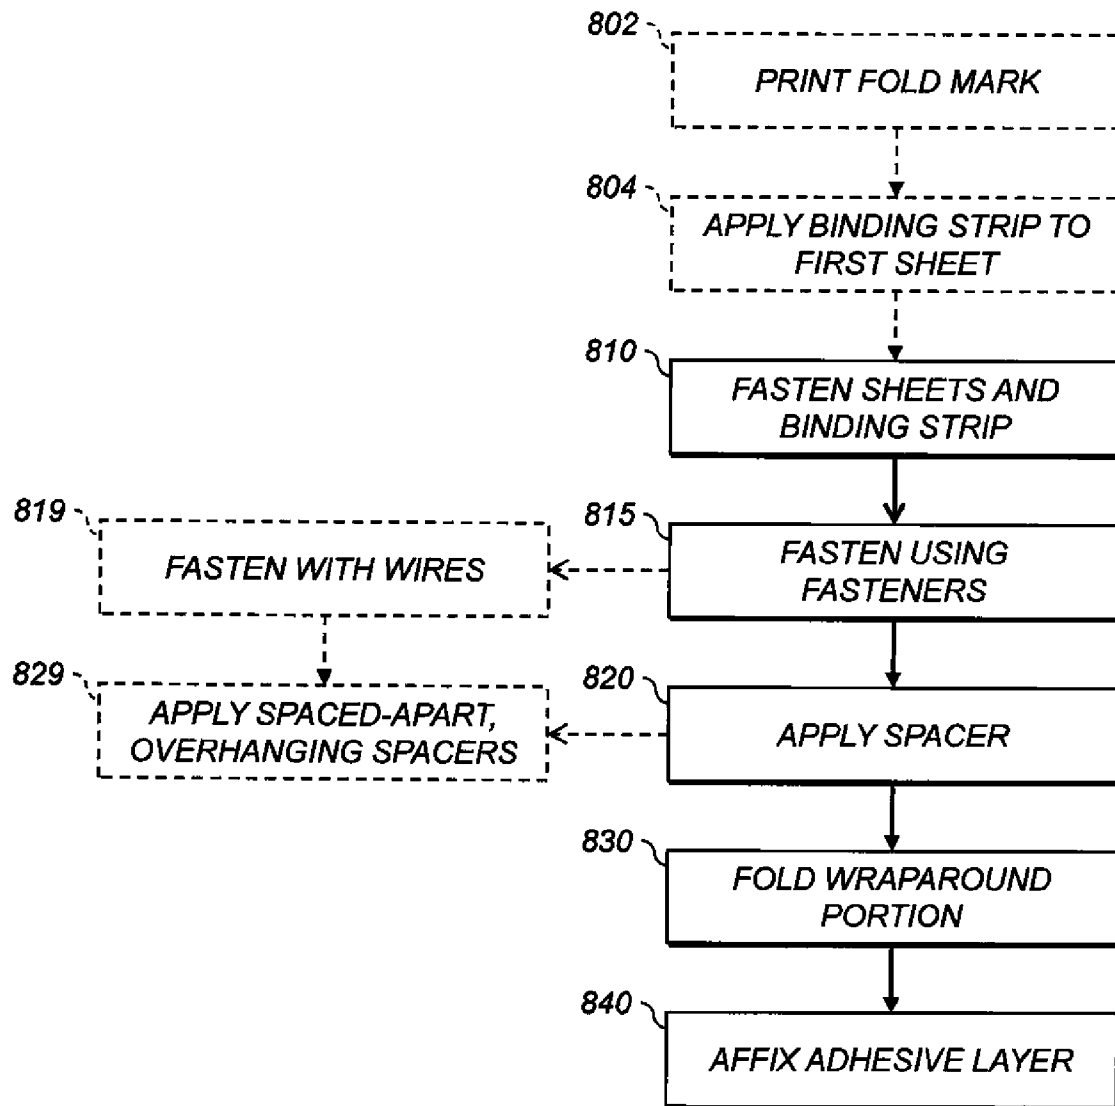 802
PRINT FOLD MARK
804
APPLY BINDING STRIP TO
FIRST SHEET
810
FASTEN SHEETS AND
BINDING STRIP
819
FASTEN WITH WIRES
815
FASTEN USING
FASTENERS
829
APPLY SPACED-APART,
OVERHANGING SPACERS
820
APPLY SPACER
830
FOLD WRAPAROUND
PORTION
840
AFFIX ADHESIVE LAYER